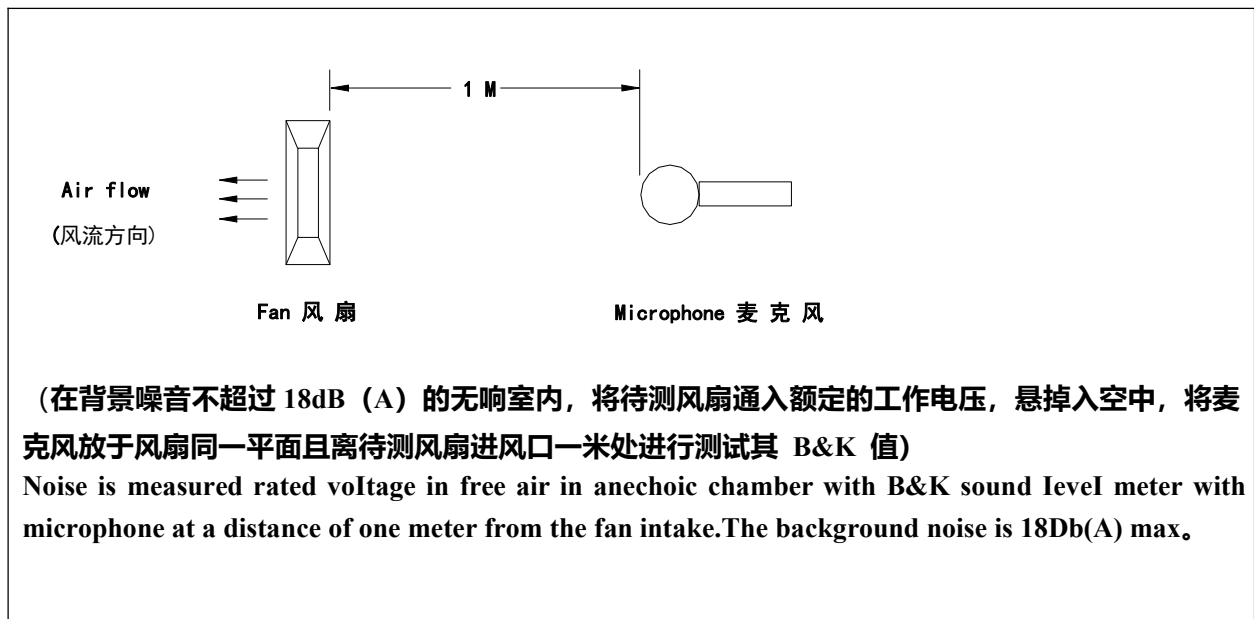 1 M
Air flow
(风流方向)
Fan 风 扇
Microphone 麦 克 风
（在背景噪音不超过 18dB（A）的无响室内，将待测风扇通入额定的工作电压，悬掉入空中，将麦
克风放于风扇同一平面且离待测风扇进风口一米处进行测试其 B&K 值)
Noise is measured rated voItage in free air in anechoic chamber with B&K sound IeveI meter with
microphone at a distance of one meter from the fan intake.The background noise is 18Db(A) max。